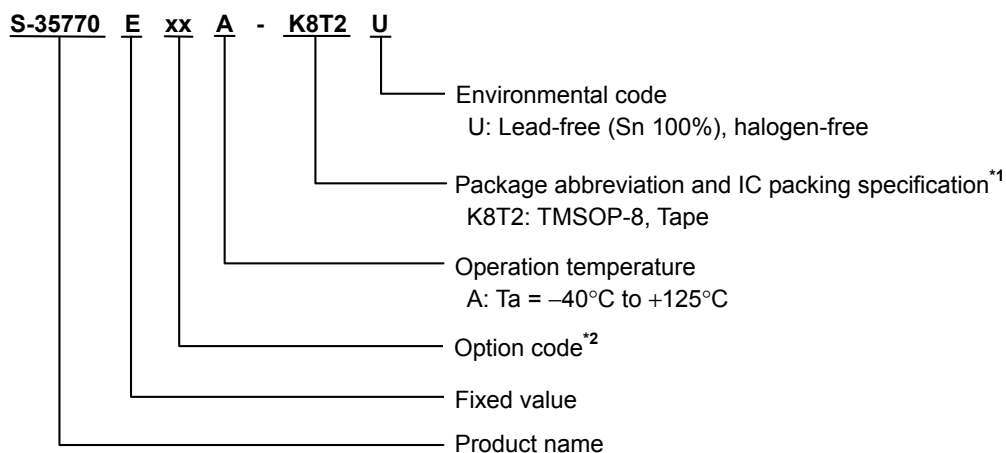 S-35770 E xx A - K8T2 U
Environmental code
U: Lead-free (Sn 100%), halogen-free
Package abbreviation and IC packing specification*1
K8T2: TMSOP-8, Tape
Operation temperature
A: Ta = −40°C to +125°C
Option code*2
Fixed value
Product name